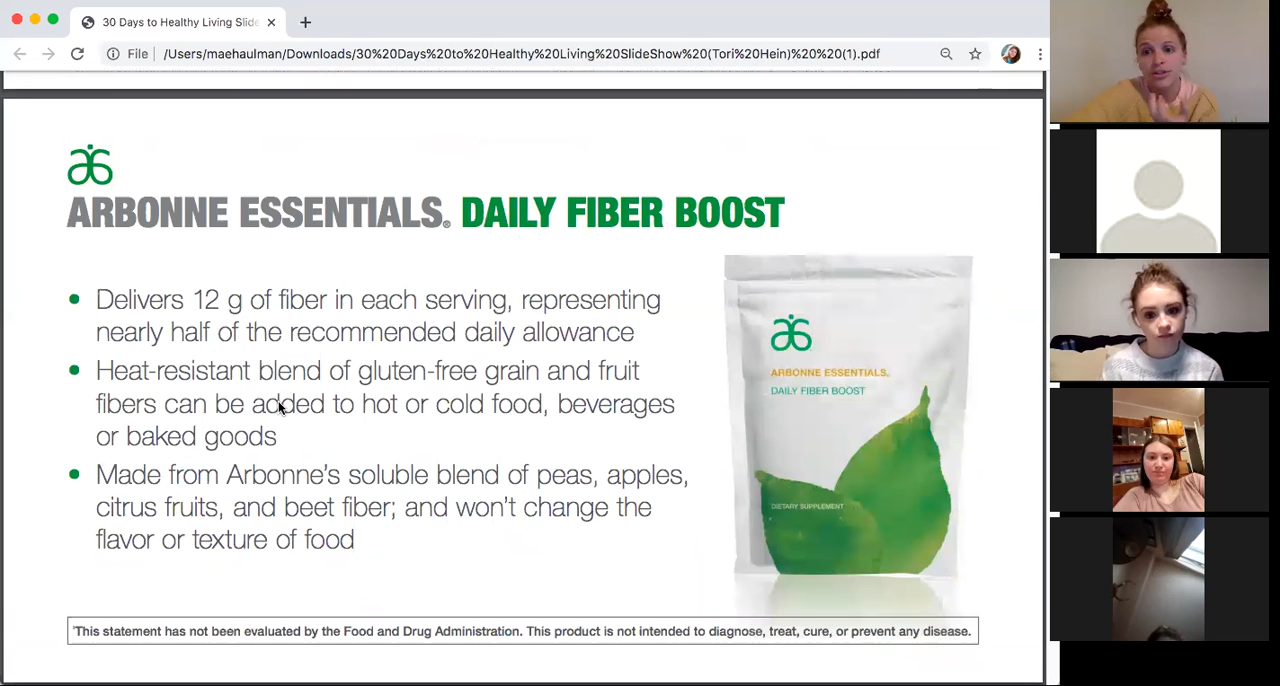 30 Days to Healthy Living Slide
File
/Users/maehaulman/Downloads/30%20Days%20to%20Healthy%20Living%20SlideShow%20(Tori%20Hein)%20%20(1).pdf
ARBONNE ESSENTIALS® DAILY FIBER BOOST
• Delivers 12 g of fiber in each serving, representing
nearly half of the recommended daily allowance
• Heat-resistant blend of gluten-free grain and fruit
fibers can be added to hot or cold food, beverages
or baked goods
• Made from Arbonne’s soluble blend of peas, apples,
citrus fruits, and beet fiber; and won’t change the
flavor or texture of food
ARBONNE ESSENTIALS®
DAILY FIBER BOOST
DIETARY SUPPLEMENT
This statement has not been evaluated by the Food and Drug Administration. This product is not intended to diagnose, treat, cure, or prevent any disease.